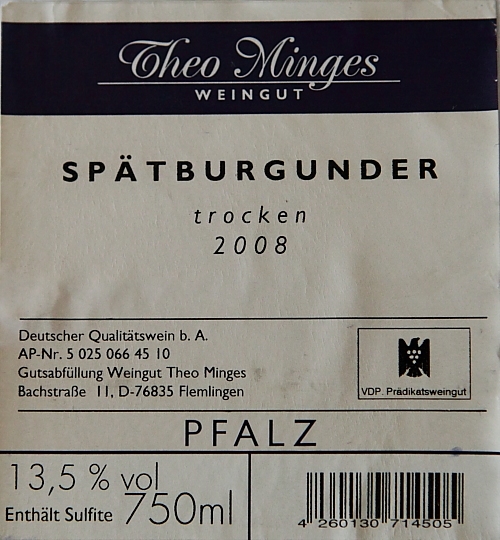 Theo Minges
WEINGUT
SPÄTBURGUNDER
trocken
2008
Deutscher Qualitätswein b. A.
AP-Nr. 5 025 066 45 10
Gutsabfüllung Weingut Theo Minges
Bachstraße 11, D-76835 Flemlingen
VDP. Prädikatsweingut
PFALZ
13,5 % vol
Enthält Sulfite 750ml
4 260130 714505